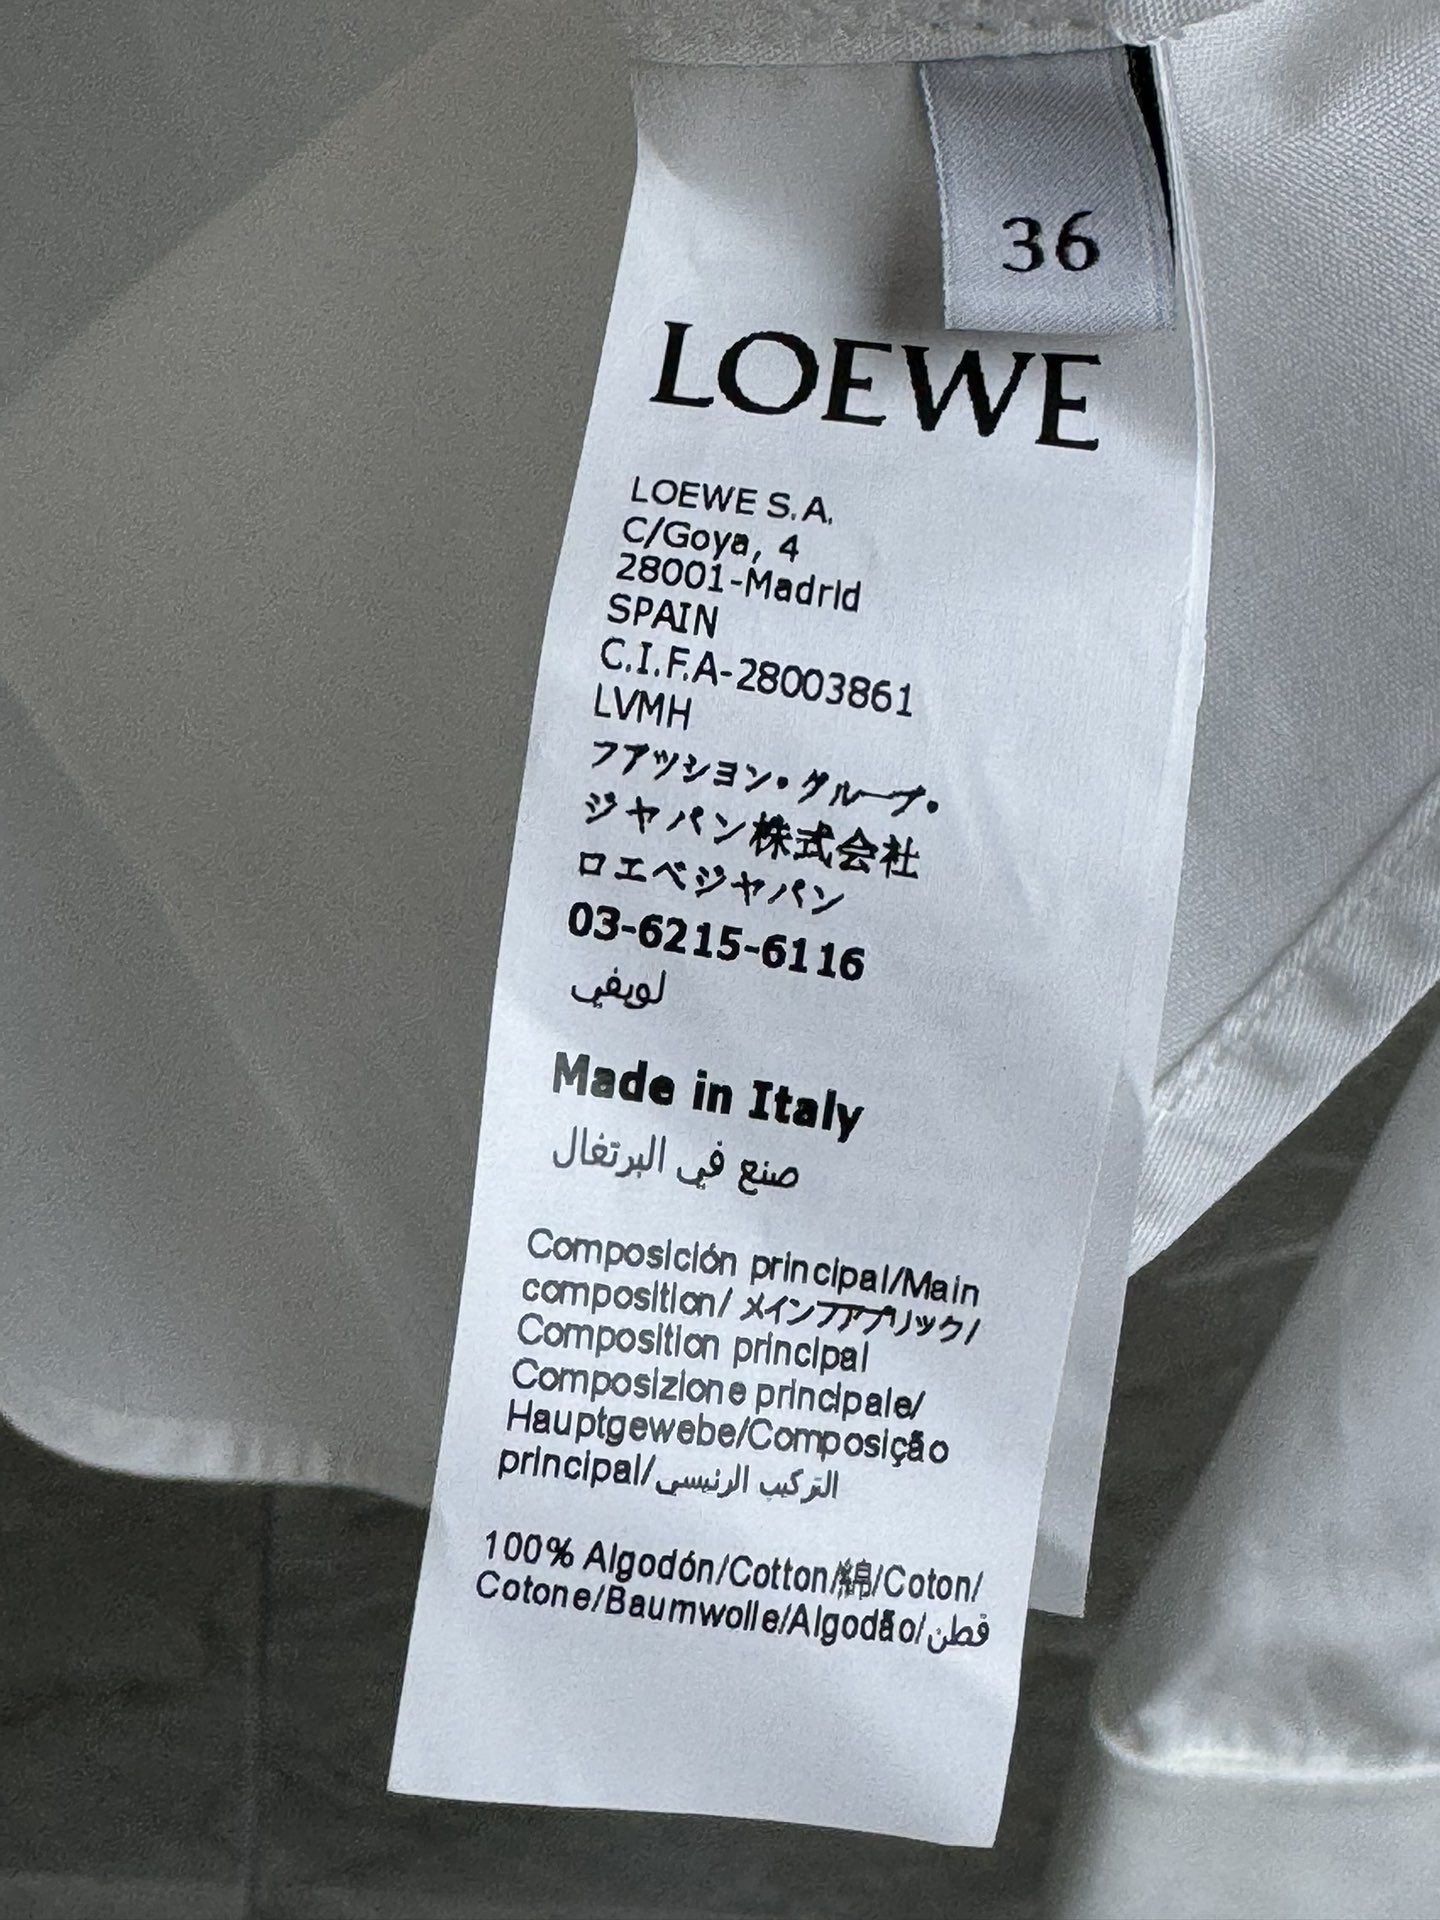 36
LOEWE
LOEWE S.A.
C/Goya, 4
28001-Madrid
SPAIN
C.I.F.A-28003861
LVMH
ファッション・グループ・
ジャパン株式会社
ロエベジャパン
03-6215-6116
لويفي
Made in Italy
صنع في البرتغال
Composición principal/Main
composition/ メインファブリック/
Composition principal
Composizione principale/
Hauptgewebe/Composição
principal/التركيب الرئيسي
100% Algodón/Cotton/綿/Coton/
Cotone/Baumwolle/Algodão/قطن